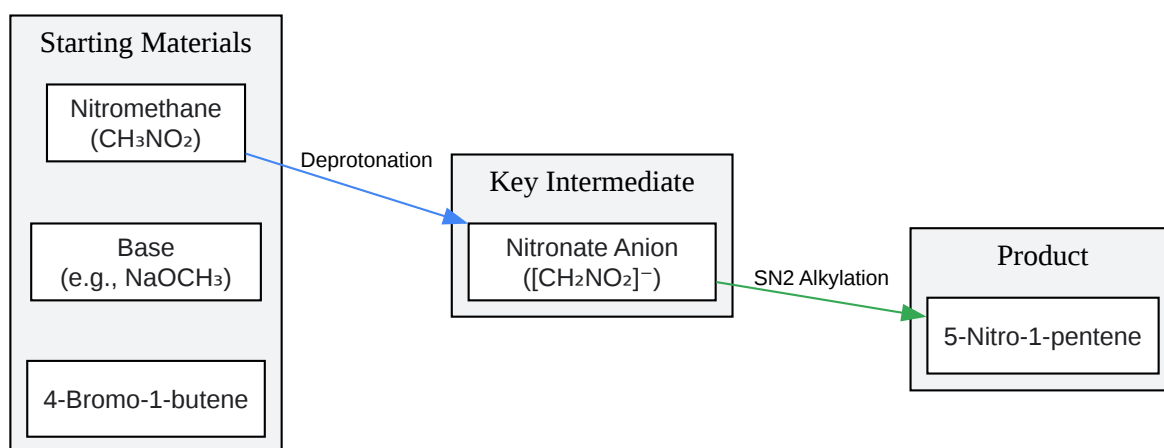 Starting Materials
Nitromethane
(CH₃NO₂)
Base
(e.g., NaOCH₃)
4-Bromo-1-butene
Deprotonation
Key Intermediate
Nitronate Anion
([CH₂NO₂]⁻)
SN2 Alkylation
Product
5-Nitro-1-pentene